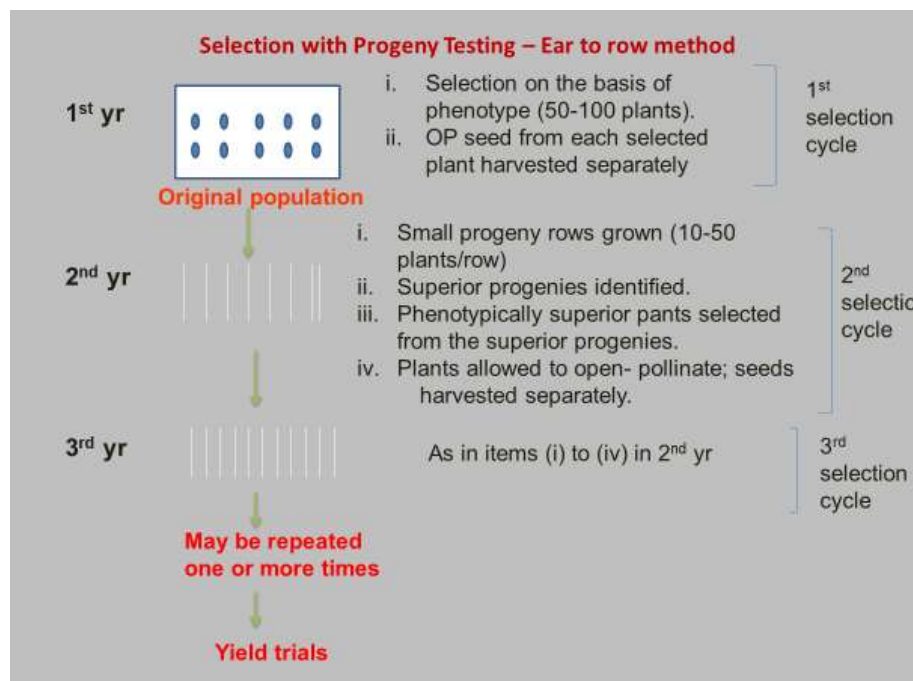 Selection with Progeny Testing – Ear to row method
1st yr
i. Selection on the basis of
phenotype (50-100 plants).
ii. OP seed from each selected
plant harvested separately
1st
selection
cycle
Original population
2nd yr
i. Small progeny rows grown (10-50
plants/row)
ii. Superior progenies identified.
iii. Phenotypically superior pants selected
from the superior progenies.
iv. Plants allowed to open- pollinate; seeds
harvested separately.
2nd
selectic
cycle
3rd yr
As in items (i) to (iv) in 2nd yr
3rd
selection
cycle
May be repeated
one or more times
Yield trials